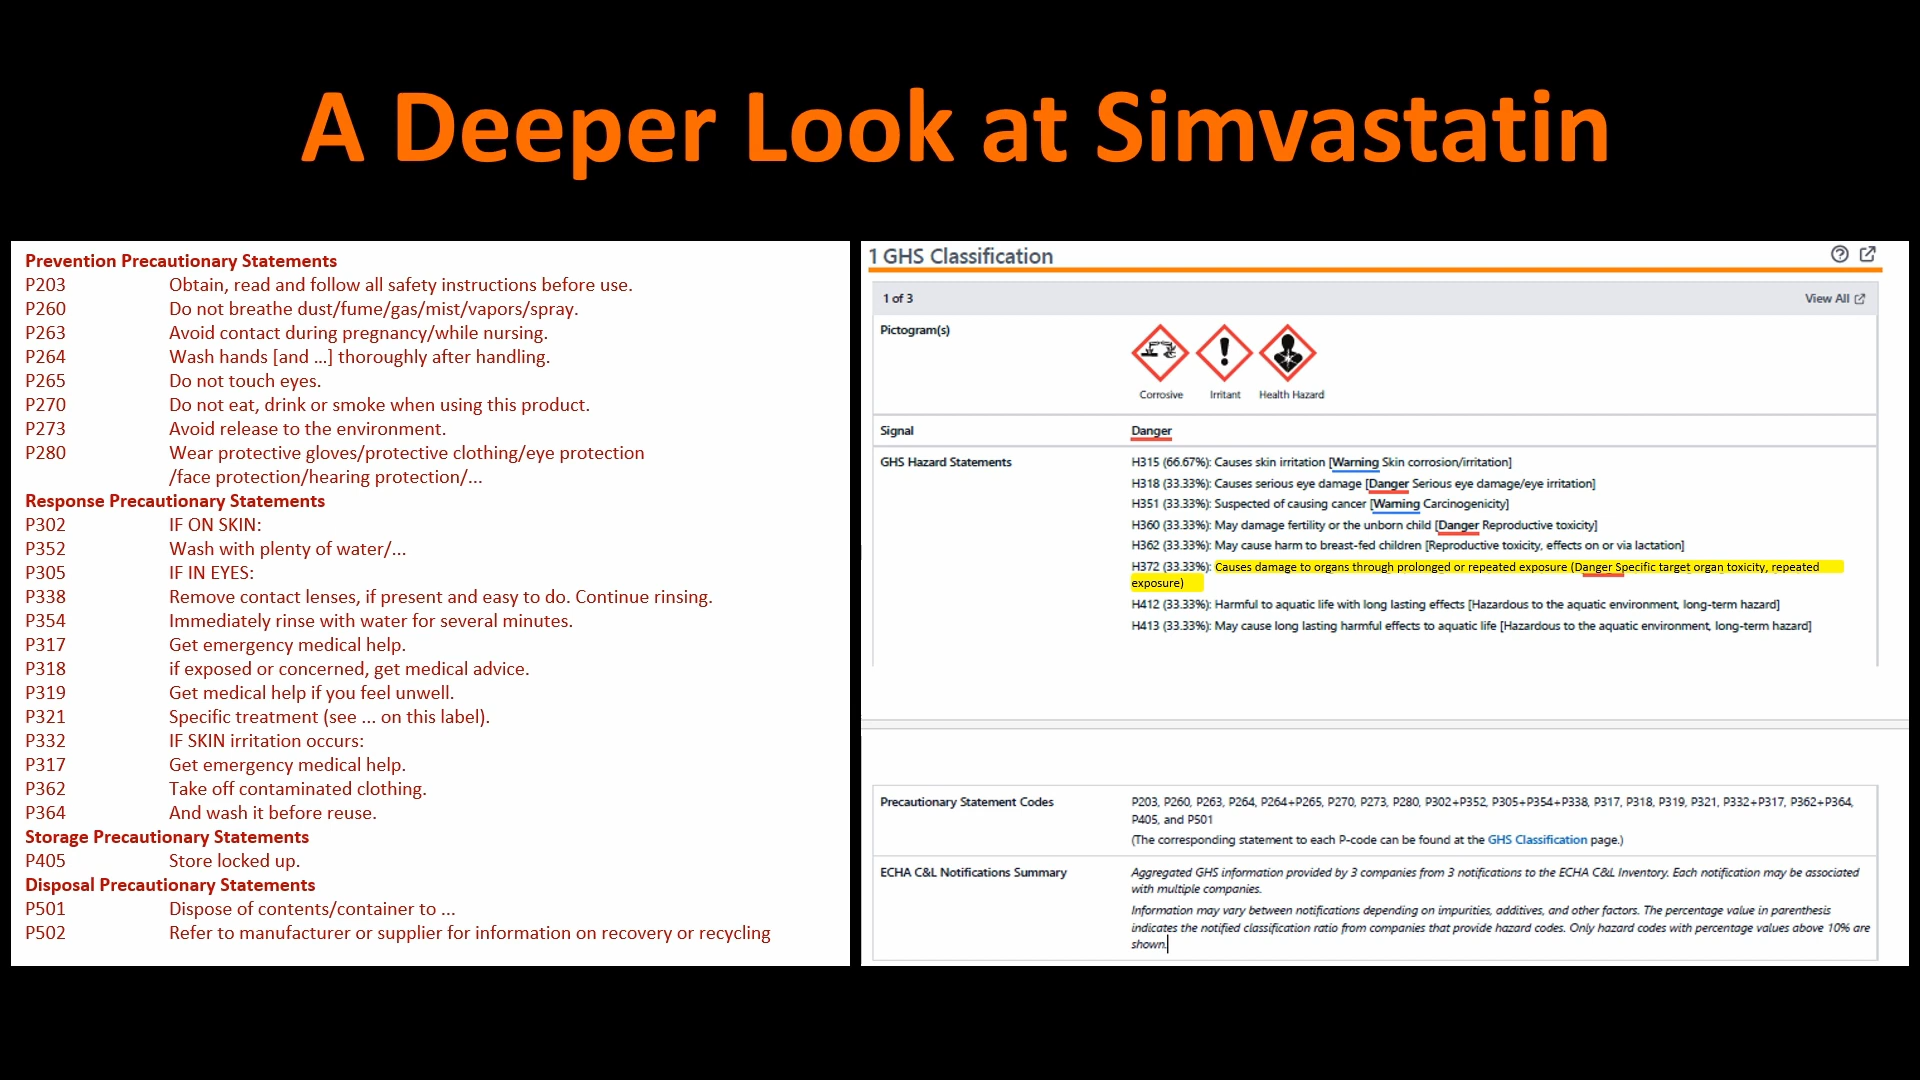 A Deeper Look at Simvastatin
Prevention Precautionary Statements
P203 Obtain, read and follow all safety instructions before use.
P260 Do not breathe dust/fume/gas/mist/vapors/spray.
P263 Avoid contact during pregnancy/while nursing.
P264 Wash hands [and ...] thoroughly after handling.
P265 Do not touch eyes.
P270 Do not eat, drink or smoke when using this product.
P273 Avoid release to the environment.
P280 Wear protective gloves/protective clothing/eye protection
/face protection/hearing protection/...
Response Precautionary Statements
P302 IF ON SKIN:
P352 Wash with plenty of water/...
P305 IF IN EYES:
P338 Remove contact lenses, if present and easy to do. Continue rinsing.
P354 Immediately rinse with water for several minutes.
P317 Get emergency medical help.
P318 if exposed or concerned, get medical advice.
P319 Get medical help if you feel unwell.
P321 Specific treatment (see ... on this label).
P332 IF SKIN irritation occurs:
P317 Get emergency medical help.
P362 Take off contaminated clothing.
P364 And wash it before reuse.
Storage Precautionary Statements
P405 Store locked up.
Disposal Precautionary Statements
P501 Dispose of contents/container to ...
P502 Refer to manufacturer or supplier for information on recovery or recycling
1 GHS Classification
1 of 3 View All
Pictogram(s)
Corrosive Irritant Health Hazard
Signal Danger
GHS Hazard Statements H315 (66.67%): Causes skin irritation [Warning Skin corrosion/irritation]
H318 (33.33%): Causes serious eye damage [Danger Serious eye damage/eye irritation]
H351 (33.33%): Suspected of causing cancer [Warning Carcinogenicity]
H360 (33.33%): May damage fertility or the unborn child [Danger Reproductive toxicity]
H362 (33.33%): May cause harm to breast-fed children [Reproductive toxicity, effects on or via lactation]
H372 (33.33%): Causes damage to organs through prolonged or repeated exposure (Danger Specific target organ toxicity, repeated
exposure)
H412 (33.33%): Harmful to aquatic life with long lasting effects [Hazardous to the aquatic environment, long-term hazard]
H413 (33.33%): May cause long lasting harmful effects to aquatic life [Hazardous to the aquatic environment, long-term hazard]
Precautionary Statement Codes P203, P260, P263, P264, P264+P265, P270, P273, P280, P302+P352, P305+P354+P338, P317, P318, P319, P321, P332+P317, P362+P364,
P405, and P501
(The corresponding statement to each P-code can be found at the GHS Classification page.)
ECHA C&L Notifications Summary Aggregated GHS information provided by 3 companies from 3 notifications to the ECHA C&L Inventory. Each notification may be associated
with multiple companies.
Information may vary between notifications depending on impurities, additives, and other factors. The percentage value in parenthesis
indicates the notified classification ratio from companies that provide hazard codes. Only hazard codes with percentage values above 10% are
shown.